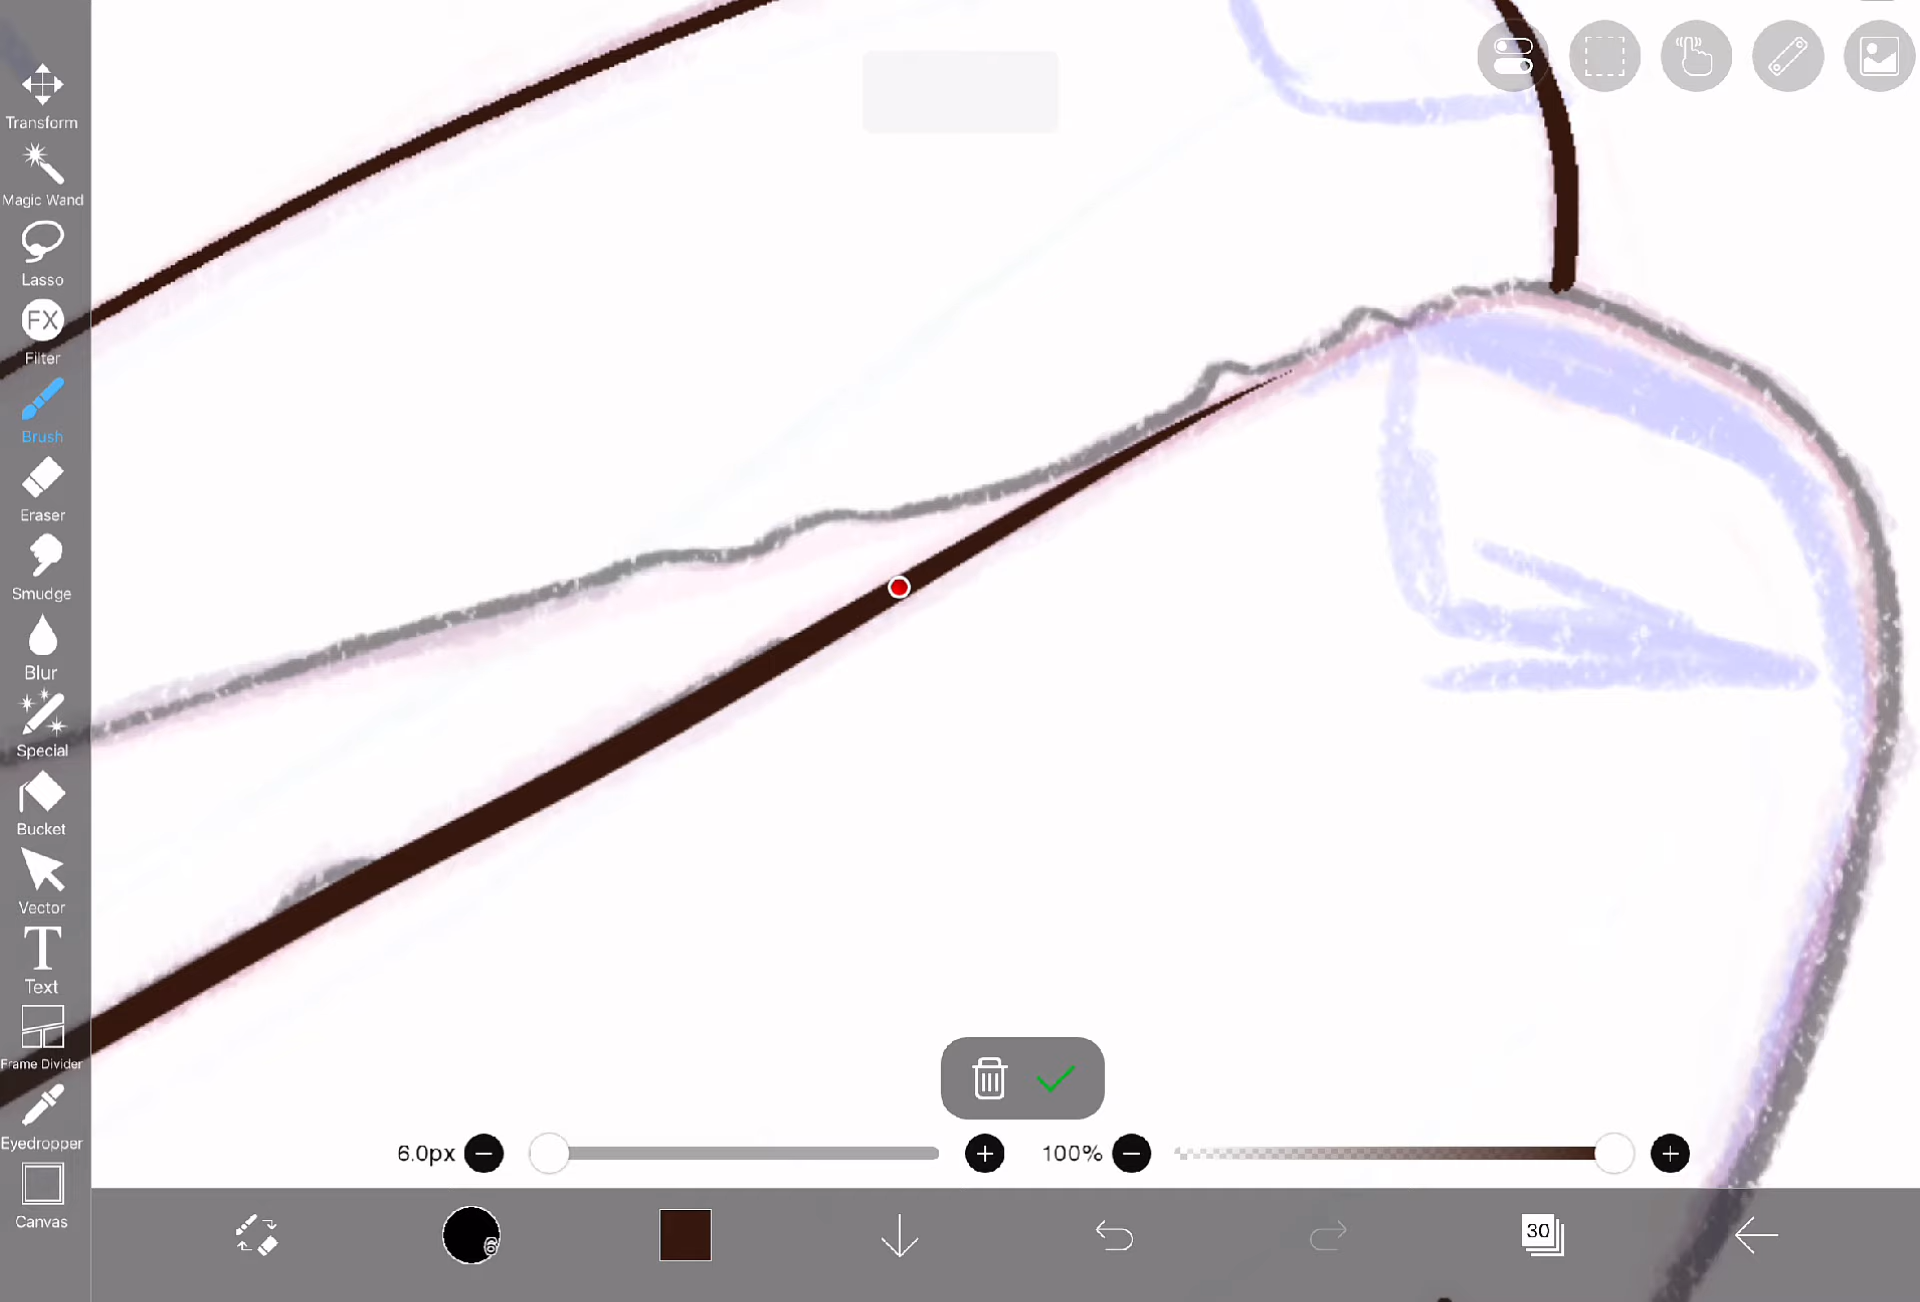 Transform
Magic Wand
Lasso
FX
Filter
Brush
Eraser
Smudge
Blur
Special
Bucket
Vector
T
Text
Frame Divider
Eyedropper
Canvas
6.0px
100%
6
30